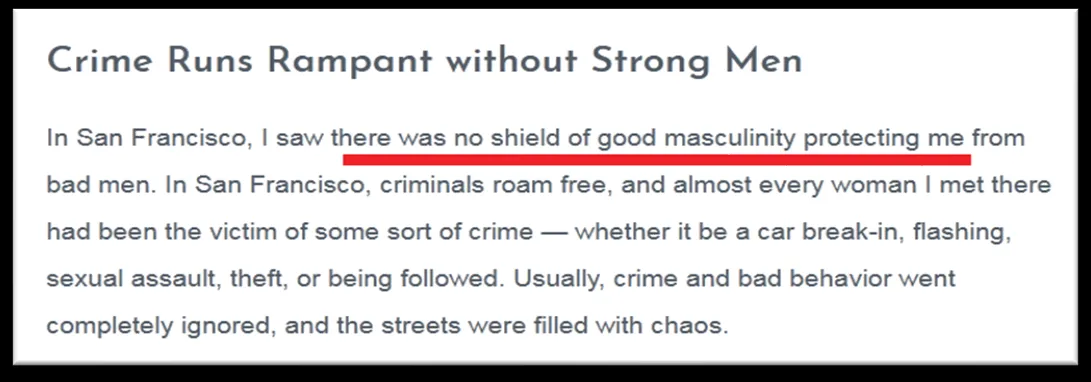 Crime Runs Rampant without Strong Men
In San Francisco, I saw there was no shield of good masculinity protecting me from
bad men. In San Francisco, criminals roam free, and almost every woman I met there
had been the victim of some sort of crime — whether it be a car break-in, flashing,
sexual assault, theft, or being followed. Usually, crime and bad behavior went
completely ignored, and the streets were filled with chaos.